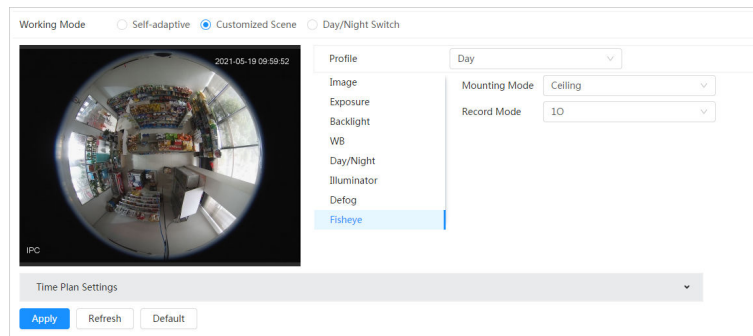 Working Mode Self-adaptive Customized Scene Day/Night Switch
2021-05-19 09:59:52
IPC
Profile Day
Image
Exposure
Backlight
WB
Day/Night
Illuminator
Defog
Fisheye
Mounting Mode Ceiling
Record Mode 1O
Time Plan Settings
Apply Refresh Default